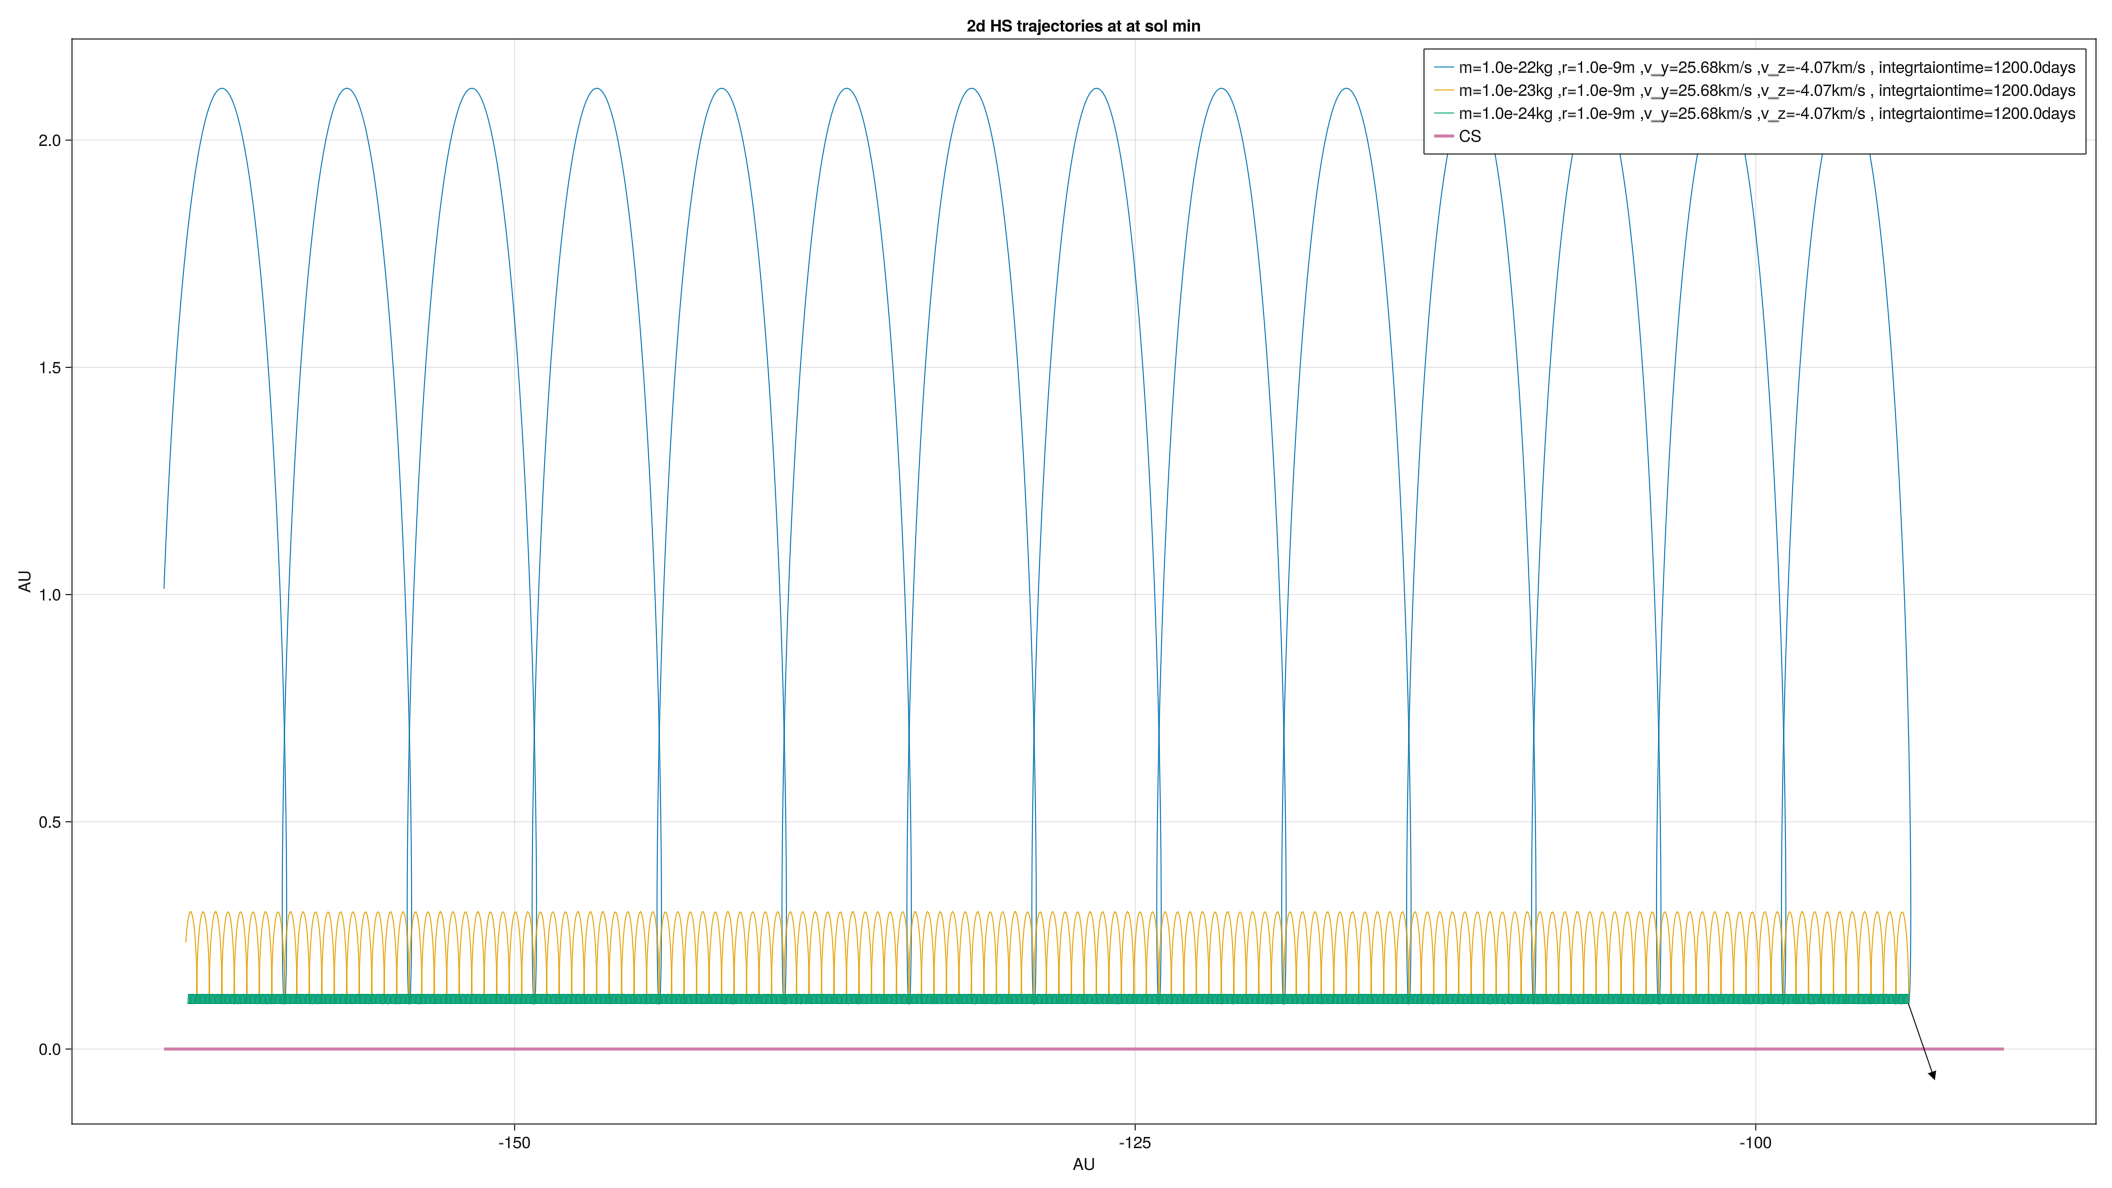 2d HS trajectories at at sol min
m=1.0e-22kg ,r=1.0e-9m ,v_y=25.68km/s ,v_z=-4.07km/s , integrtaiontime=1200.0days
m=1.0e-23kg ,r=1.0e-9m ,v_y=25.68km/s ,v_z=-4.07km/s , integrtaiontime=1200.0days
m=1.0e-24kg ,r=1.0e-9m ,v_y=25.68km/s ,v_z=-4.07km/s , integrtaiontime=1200.0days
CS
2.0
1.5
1.0
0.5
0.0
AU
-150
-125
-100
AU